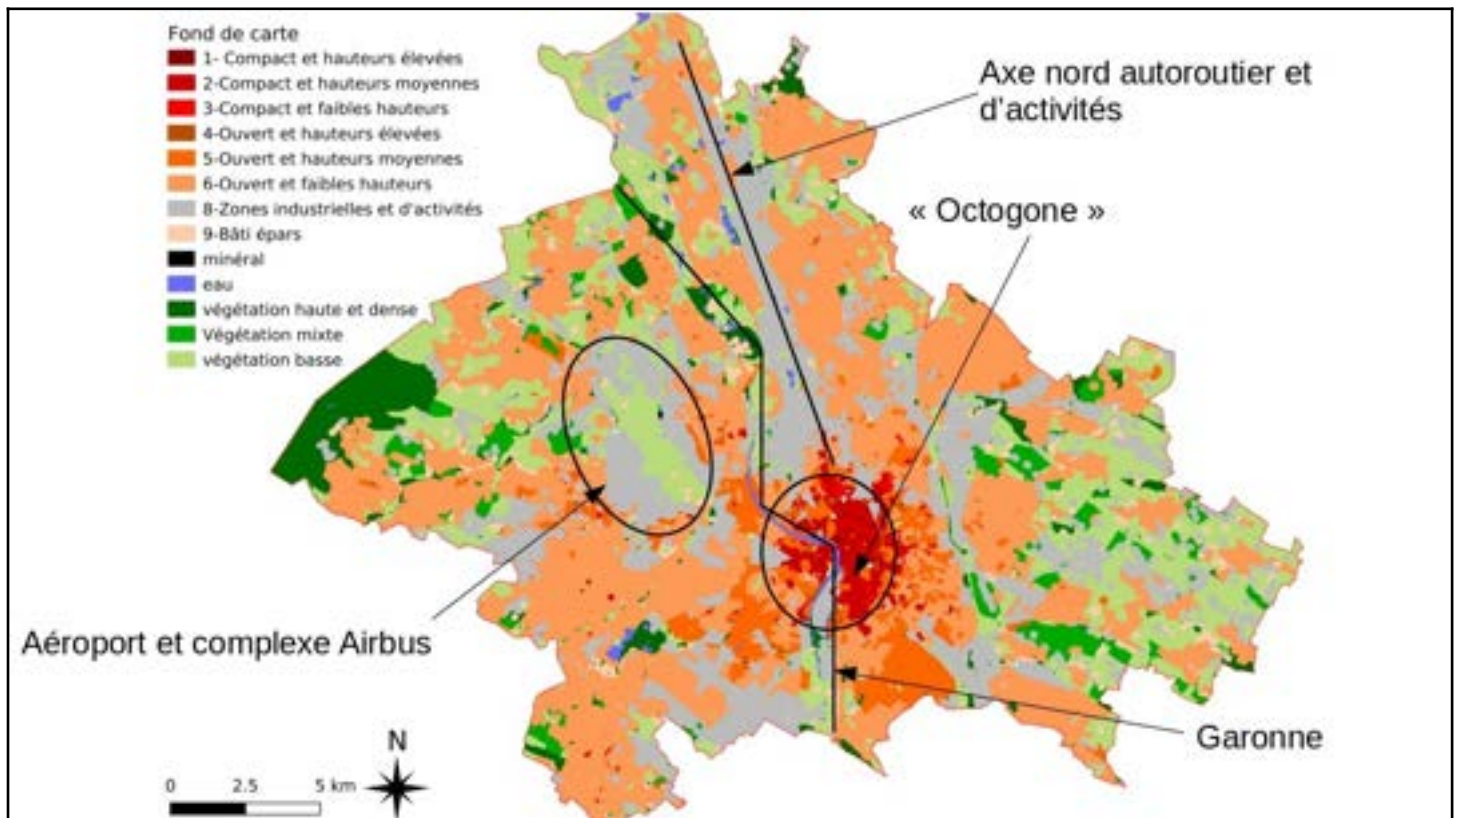 Fond de carte
1- Compact et hauteurs élevées
2-Compact et hauteurs moyennes
3-Compact et faibles hauteurs
4-Ouvert et hauteurs élevées
5-Ouvert et hauteurs moyennes
6-Ouvert et faibles hauteurs
8-Zones industrielles et d'activités
9-Bâti épars
minéral
eau
végétation haute et dense
Végétation mixte
végétation basse
Axe nord autoroutier et
d'activités
« Octogone »
Aéroport et complexe Airbus
Garonne
N
0 2.5 5 km